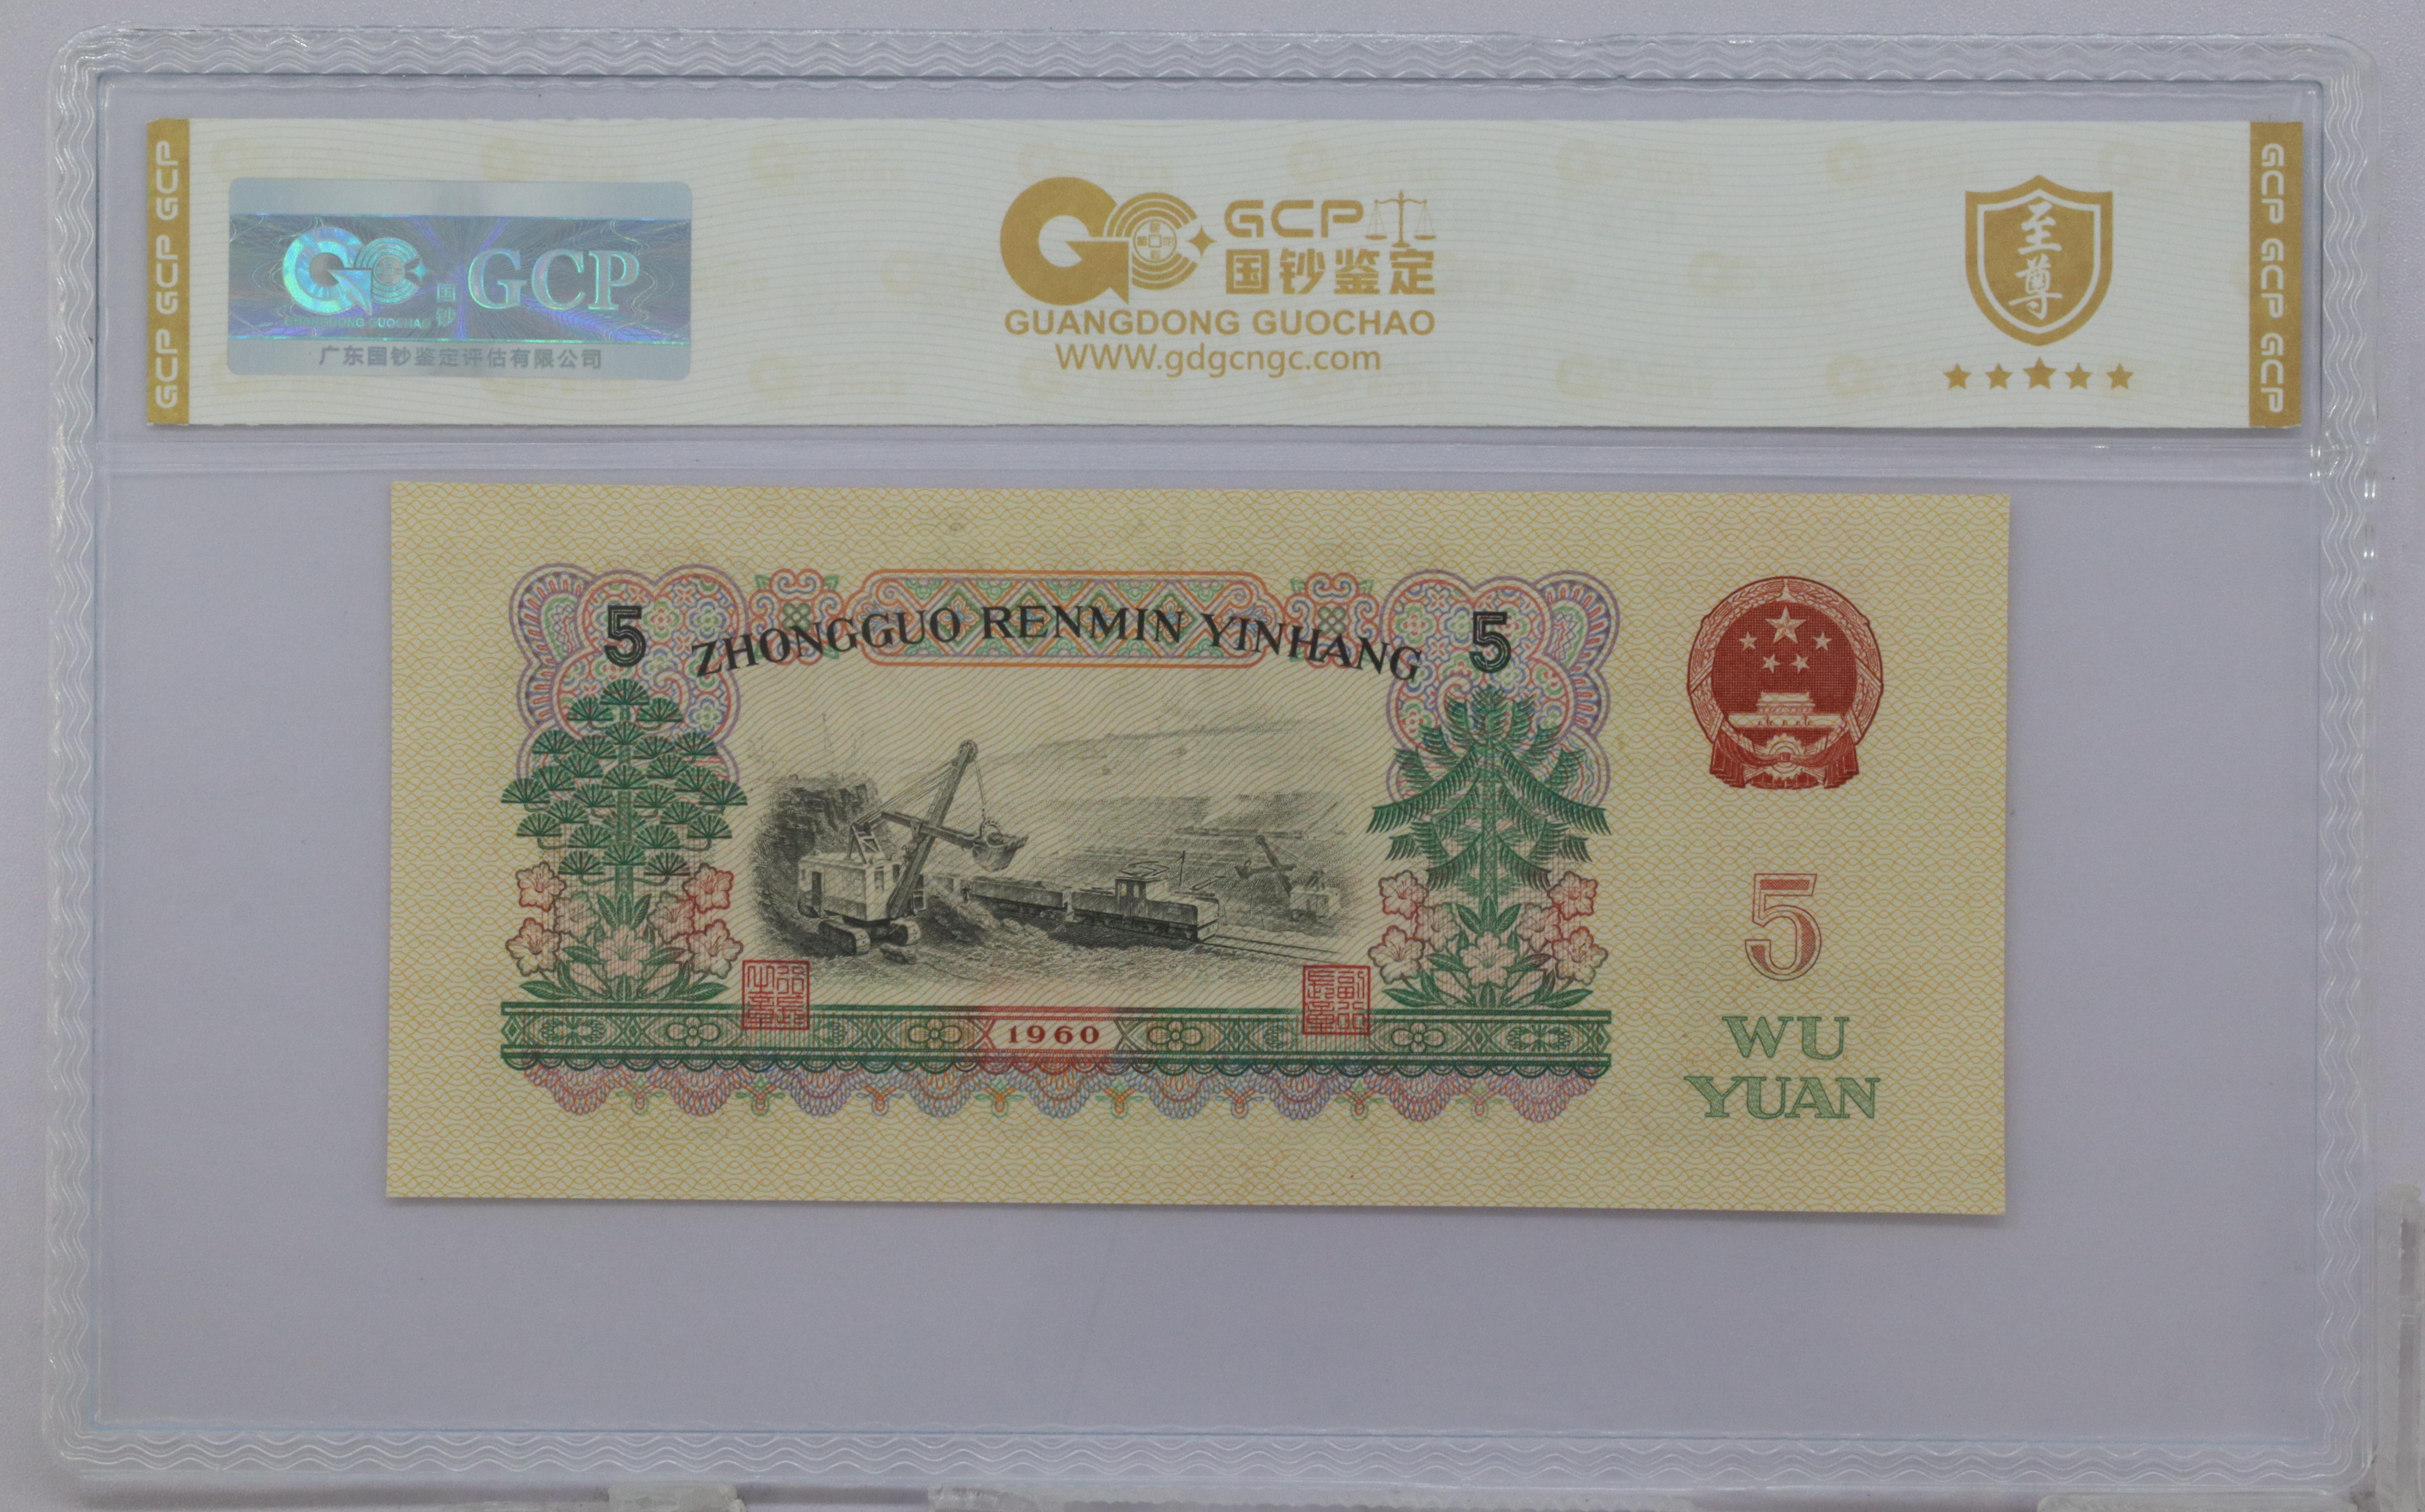 GCP GCP GCP
GCP
国钞
GUANGDONG GUOCHAO
广东国钞鉴定评估有限公司
GCP
国钞鉴定
GUANGDONG GUOCHAO
WWW.gdgcngc.com
至尊
GCP GCP GCP
5
ZHONGGUO RENMIN YINHANG
5
1960
5
WU
YUAN